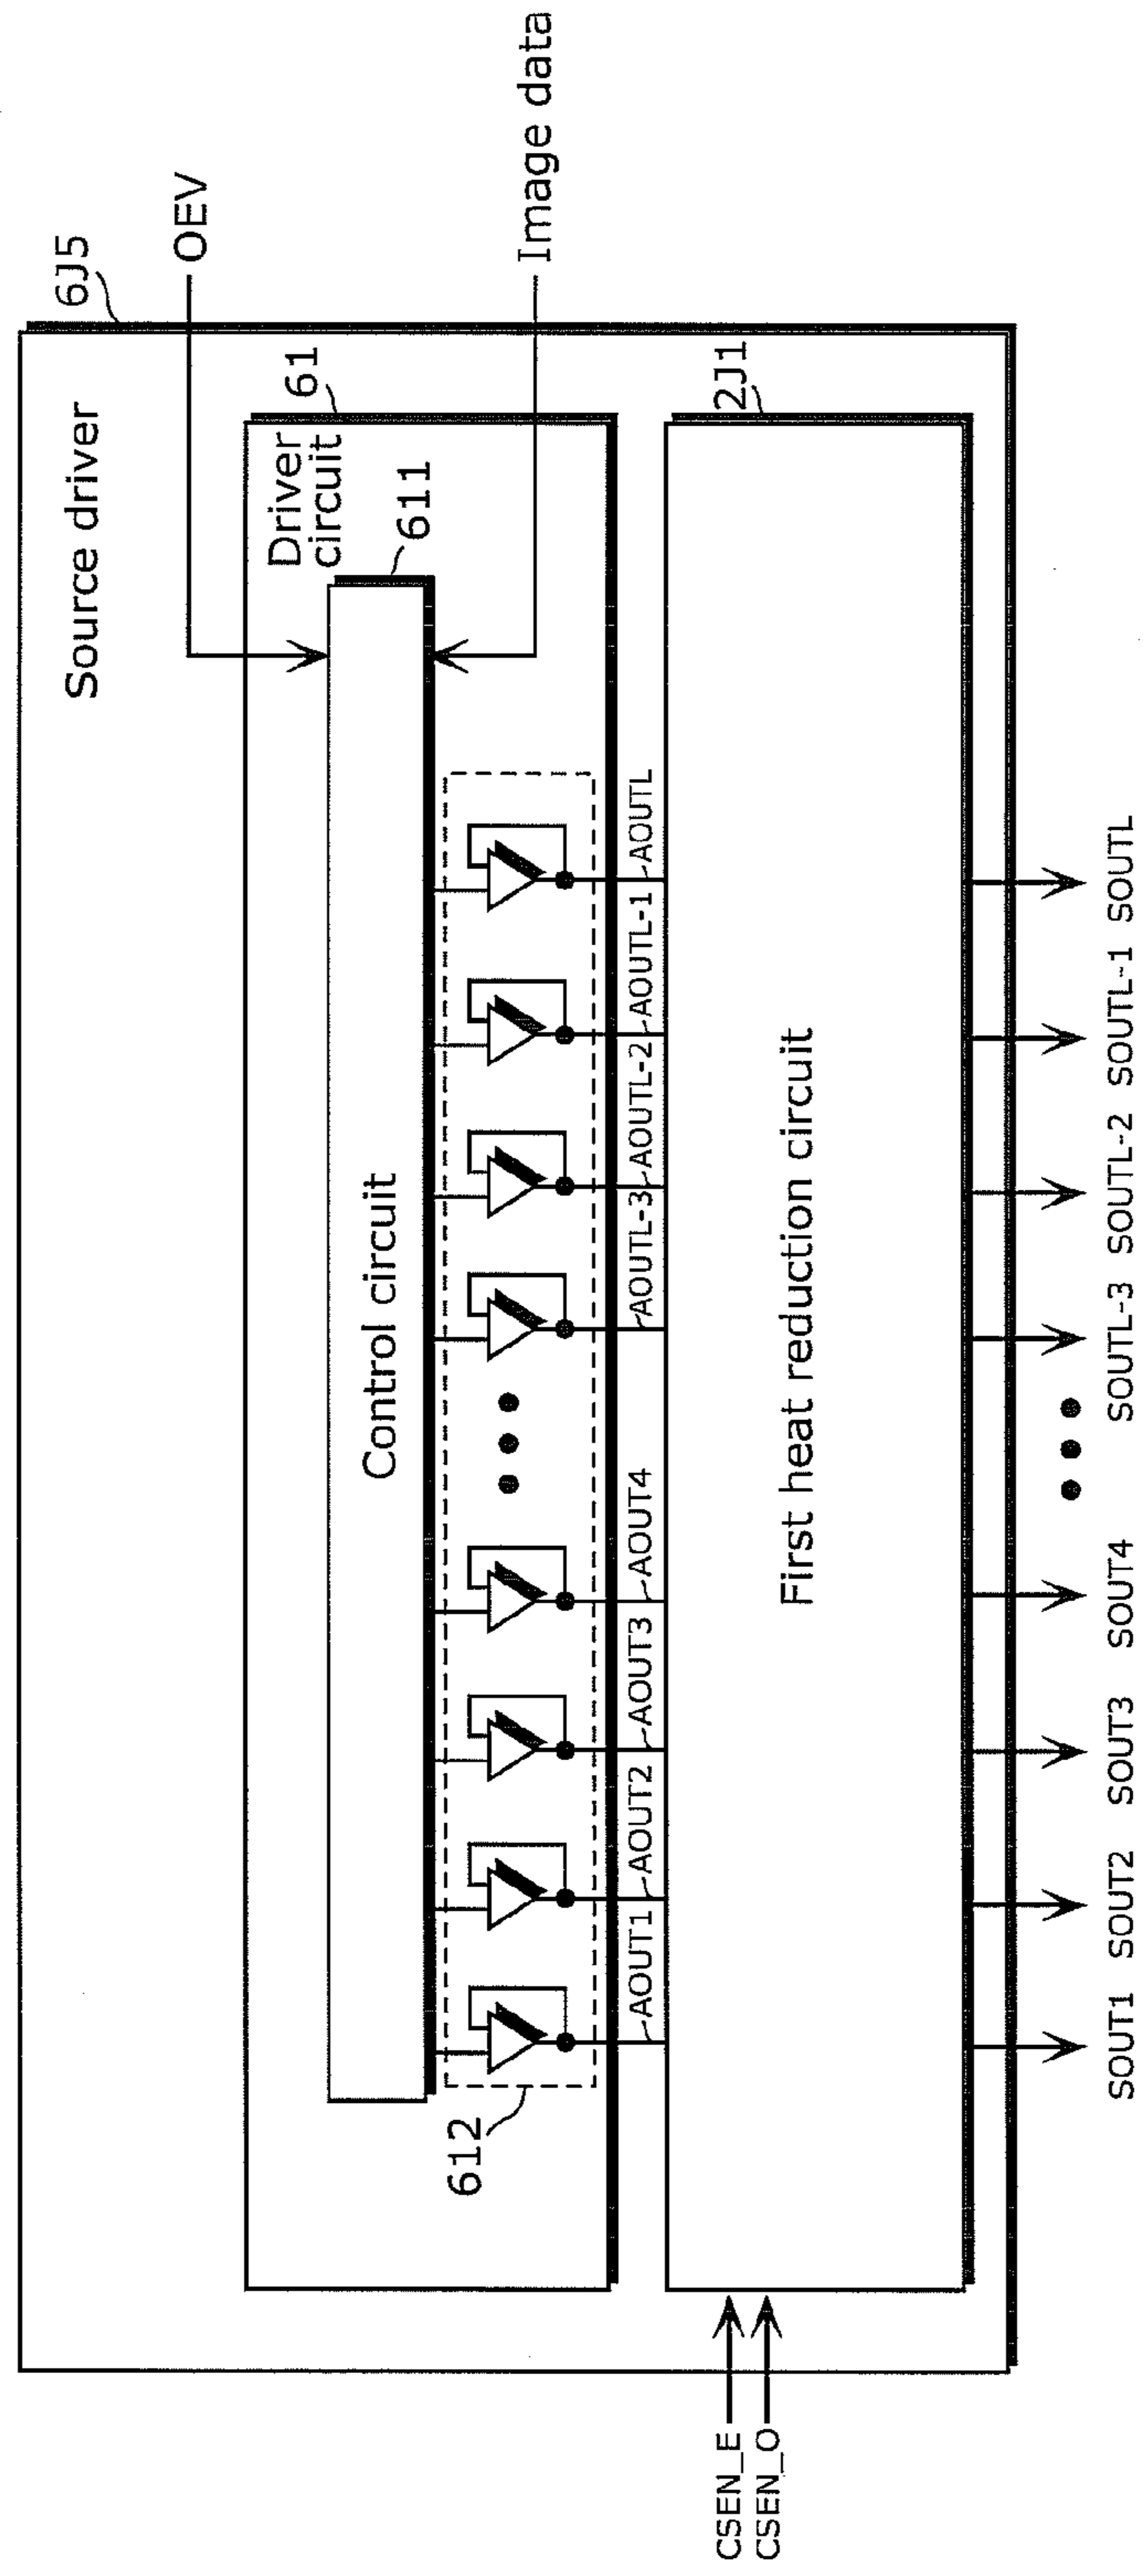 Source driver
6J5
OEV
Driver
circuit
61
Control circuit
611
Image data
612
AOUT1
AOUT2
AOUT3
AOUT4
AOUTL-3
AOUTL-2
AOUTL-1
AOUTL
2J1
First heat reduction circuit
CSEN_E
CSEN_O
SOUT1
SOUT2
SOUT3
SOUT4
SOUTL-3
SOUTL-2
SOUTL-1
SOUTL